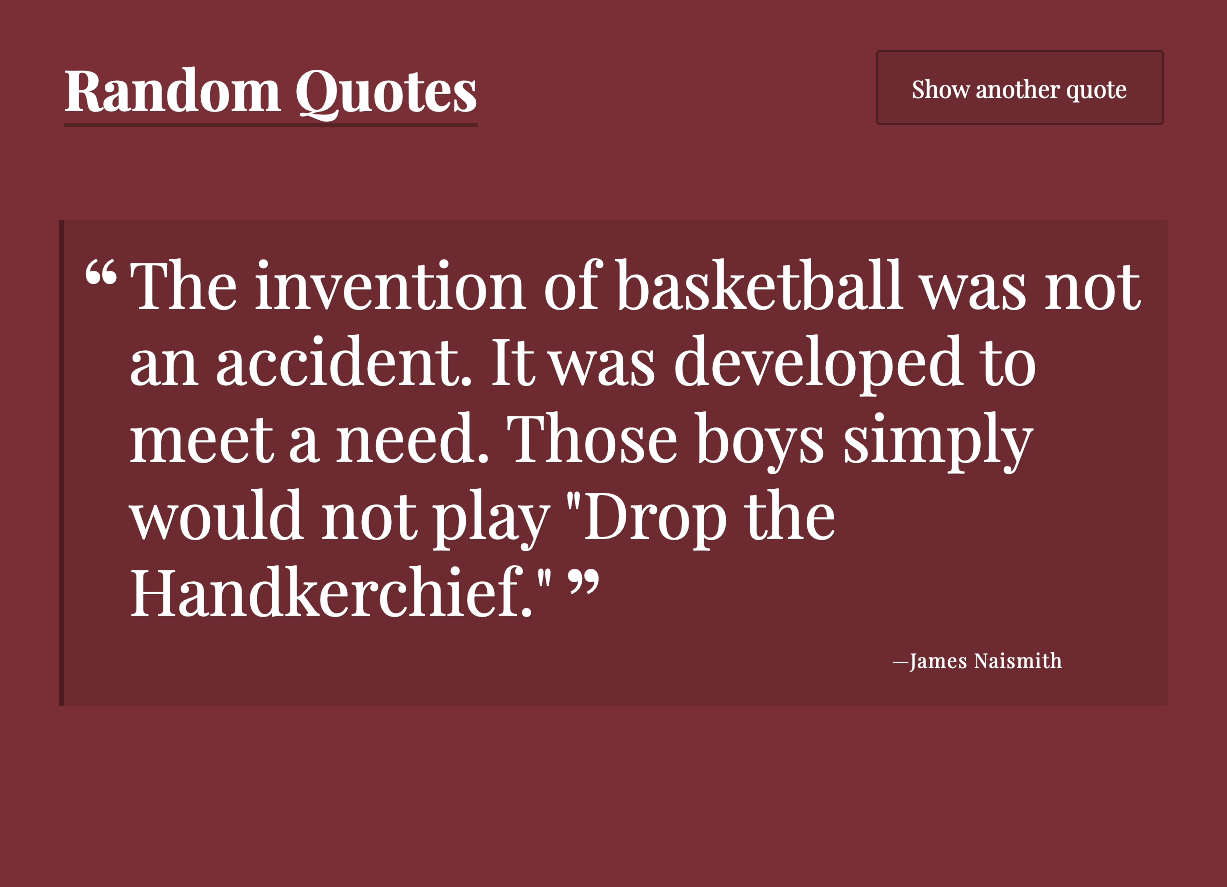 Random Quotes
Show another quote
“ The invention of basketball was not
an accident. It was developed to
meet a need. Those boys simply
would not play "Drop the
Handkerchief." ”
—James Naismith